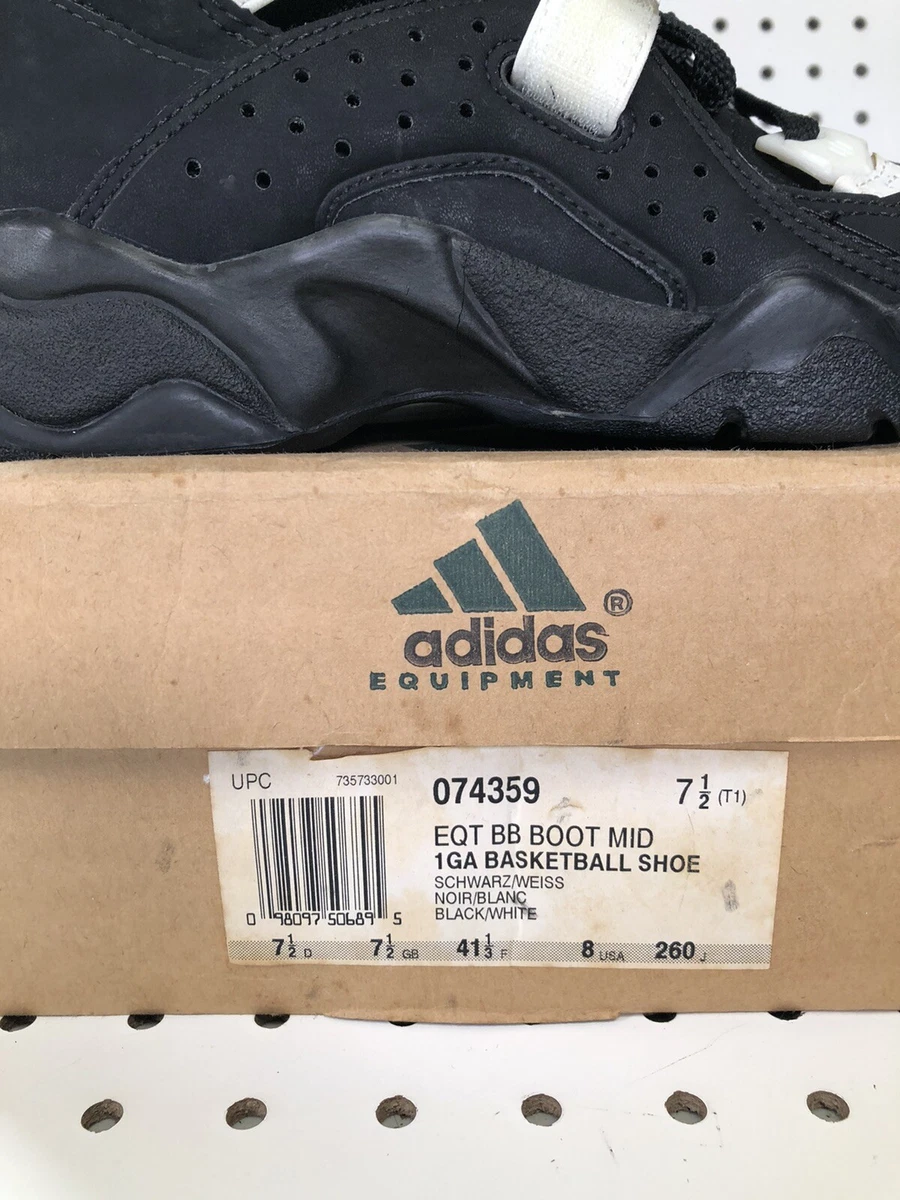 adidas ®
EQUIPMENT
UPC 735733001 074359 7 1/2 (T1)
EQT BB BOOT MID
1GA BASKETBALL SHOE
SCHWARZ/WEISS
NOIR/BLANC
BLACK/WHITE
0 98097 50689 5
7 1/2 D 7 1/2 GB 41 1/3 F 8 USA 260 J